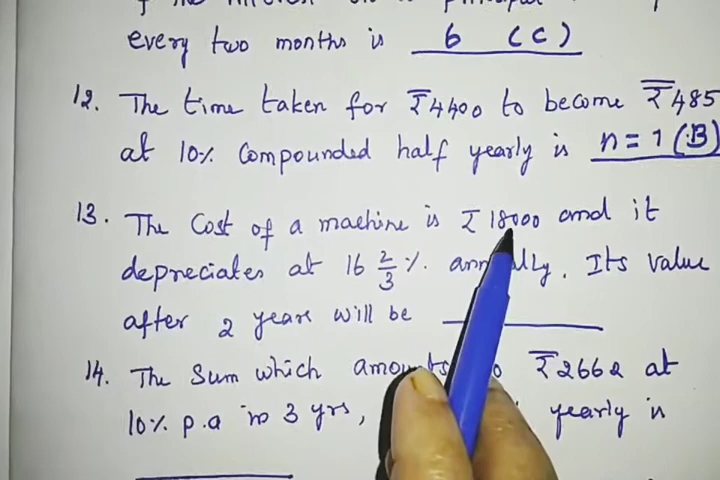 every two months is 6 (C)
12. The time taken for ₹4400 to become ₹485
at 10% Compounded half yearly is n = 1 (B)
13. The Cost of a machine is ₹18000 and it
depreciates at 16 2/3 %. annually. Its value
after 2 years will be
14. The Sum which amounts to ₹2662 at
10% p.a in 3 yrs, yearly is